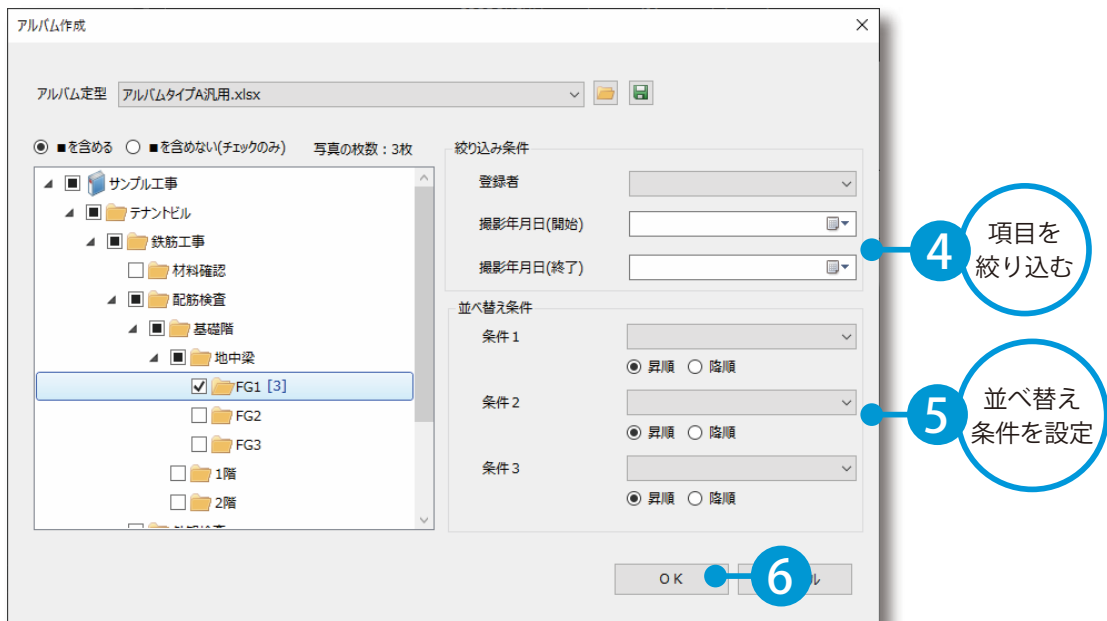 アルバム作成
アルバム定型 アルバムタイプA汎用.xlsx
■を含める ■を含めない(チェックのみ) 写真の枚数：3枚
サンプル工事
テナントビル
鉄筋工事
材料確認
配筋検査
基礎階
地中梁
FG1 [3]
FG2
FG3
1階
2階
絞り込み条件
登録者
撮影年月日(開始)
撮影年月日(終了)
並べ替え条件
条件1
昇順 降順
条件2
昇順 降順
条件3
昇順 降順
OK
4
項目を
絞り込む
5
並べ替え
条件を設定
6
ル